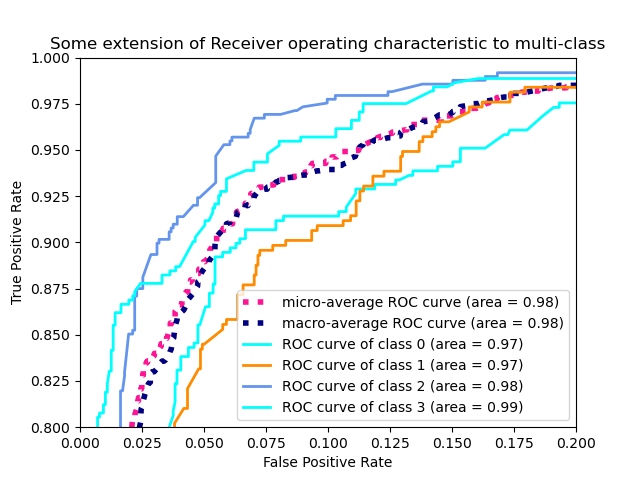 Some extension of Receiver operating characteristic to multi-class
1.000
0.975
0.950
0.925
0.900
0.875
0.850
0.825
0.800
True Positive Rate
micro-average ROC curve (area = 0.98)
macro-average ROC curve (area = 0.98)
ROC curve of class 0 (area = 0.97)
ROC curve of class 1 (area = 0.97)
ROC curve of class 2 (area = 0.98)
ROC curve of class 3 (area = 0.99)
0.000 0.025 0.050 0.075 0.100 0.125 0.150 0.175 0.200
False Positive Rate